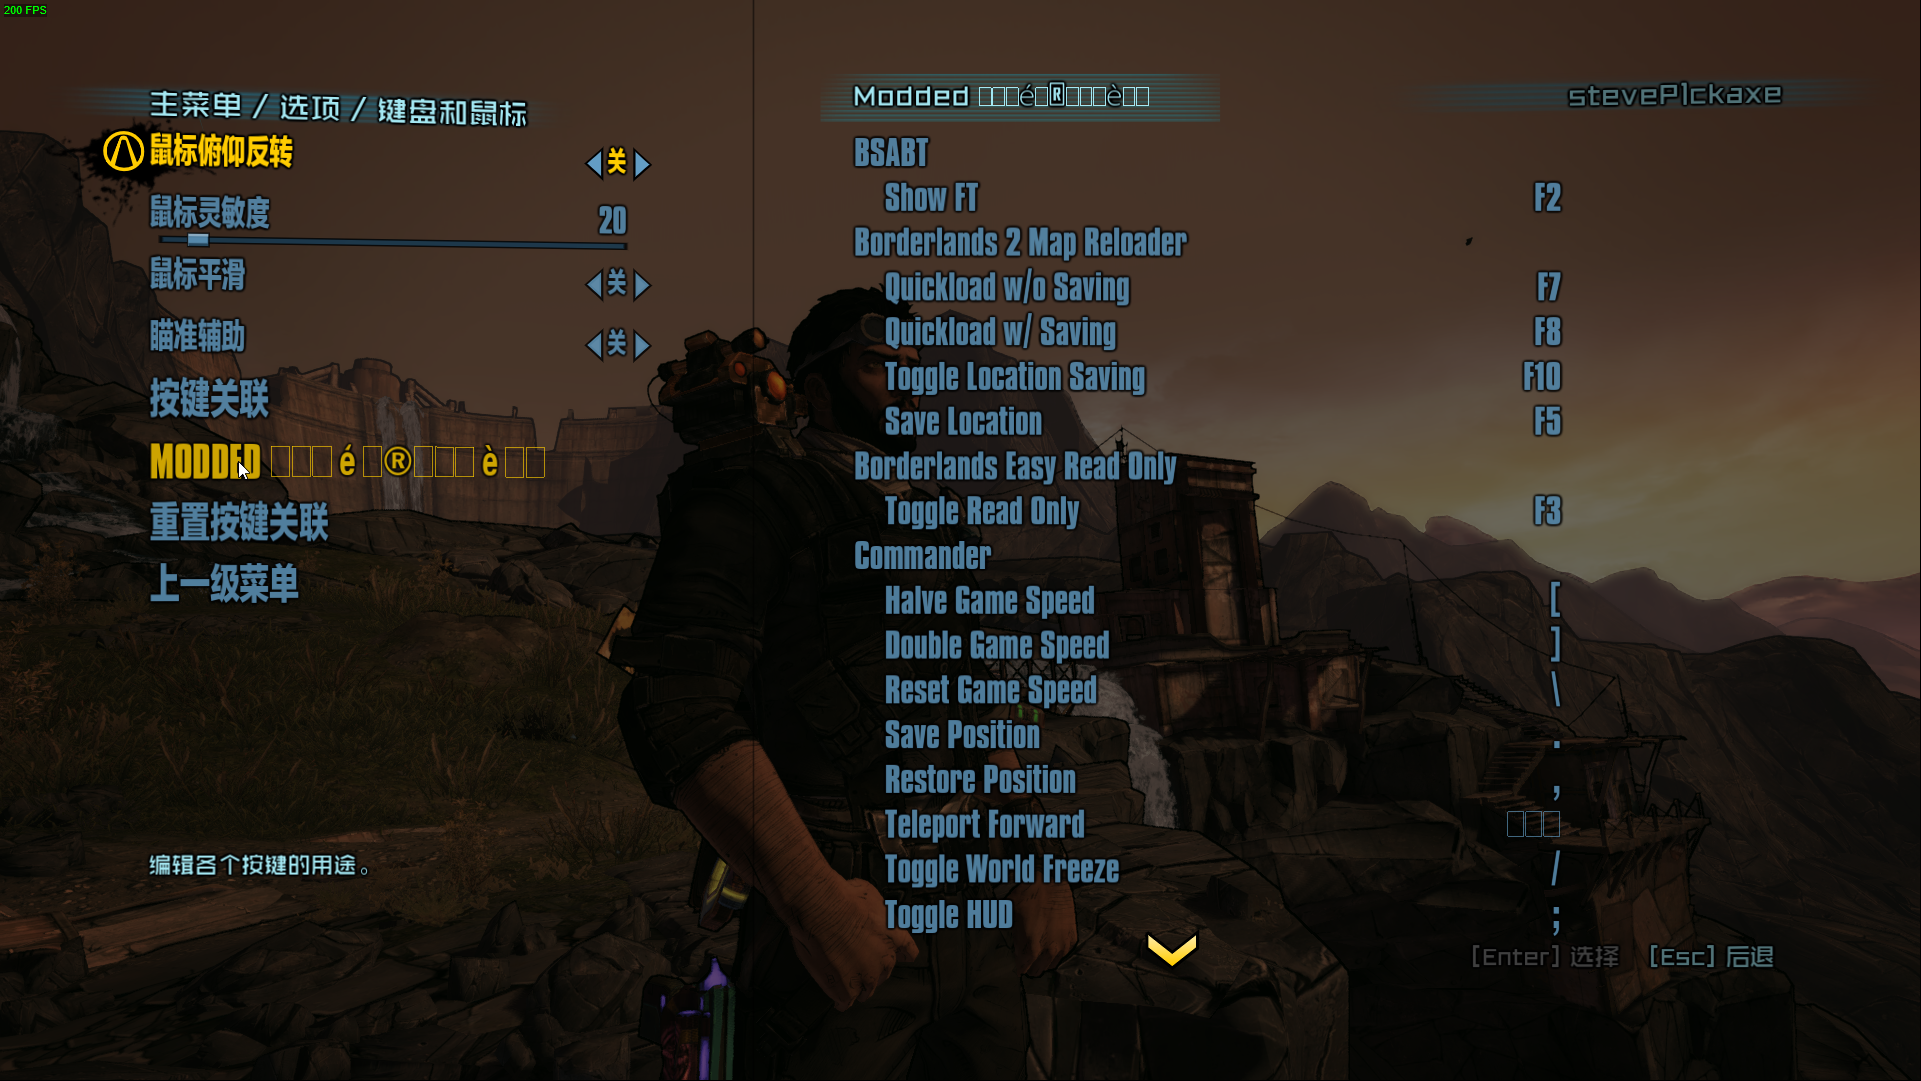 200 FPS
主菜单 / 选项 / 键盘和鼠标
鼠标俯仰反转 关
鼠标灵敏度 20
鼠标平滑 关
瞄准辅助 关
按键关联
MODDED □□□é□®□□□è□□
重置按键关联
上一级菜单
编辑各个按键的用途。
Modded □□□é□®□□□è□□
stevePlckaxe
BSABT
Show FT F2
Borderlands 2 Map Reloader
Quickload w/o Saving F7
Quickload w/ Saving F8
Toggle Location Saving F10
Save Location F5
Borderlands Easy Read Only
Toggle Read Only F3
Commander
Halve Game Speed [
Double Game Speed ]
Reset Game Speed \
Save Position .
Restore Position ,
Teleport Forward □□□
Toggle World Freeze /
Toggle HUD ;
[Enter] 选择 [Esc] 后退